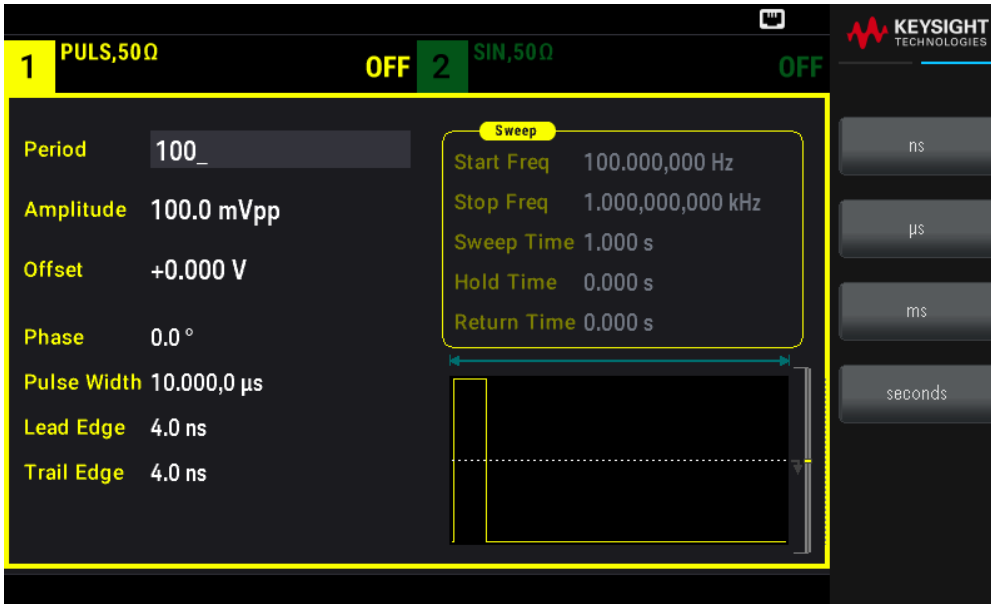 KEYSIGHT
TECHNOLOGIES
1 PULS,50Ω OFF 2 SIN,50Ω OFF
Period 100_
Amplitude 100.0 mVpp
Offset +0.000 V
Phase 0.0 °
Pulse Width 10.000,0 µs
Lead Edge 4.0 ns
Trail Edge 4.0 ns
Sweep
Start Freq 100.000,000 Hz
Stop Freq 1.000,000,000 kHz
Sweep Time 1.000 s
Hold Time 0.000 s
Return Time 0.000 s
ns
µs
ms
seconds